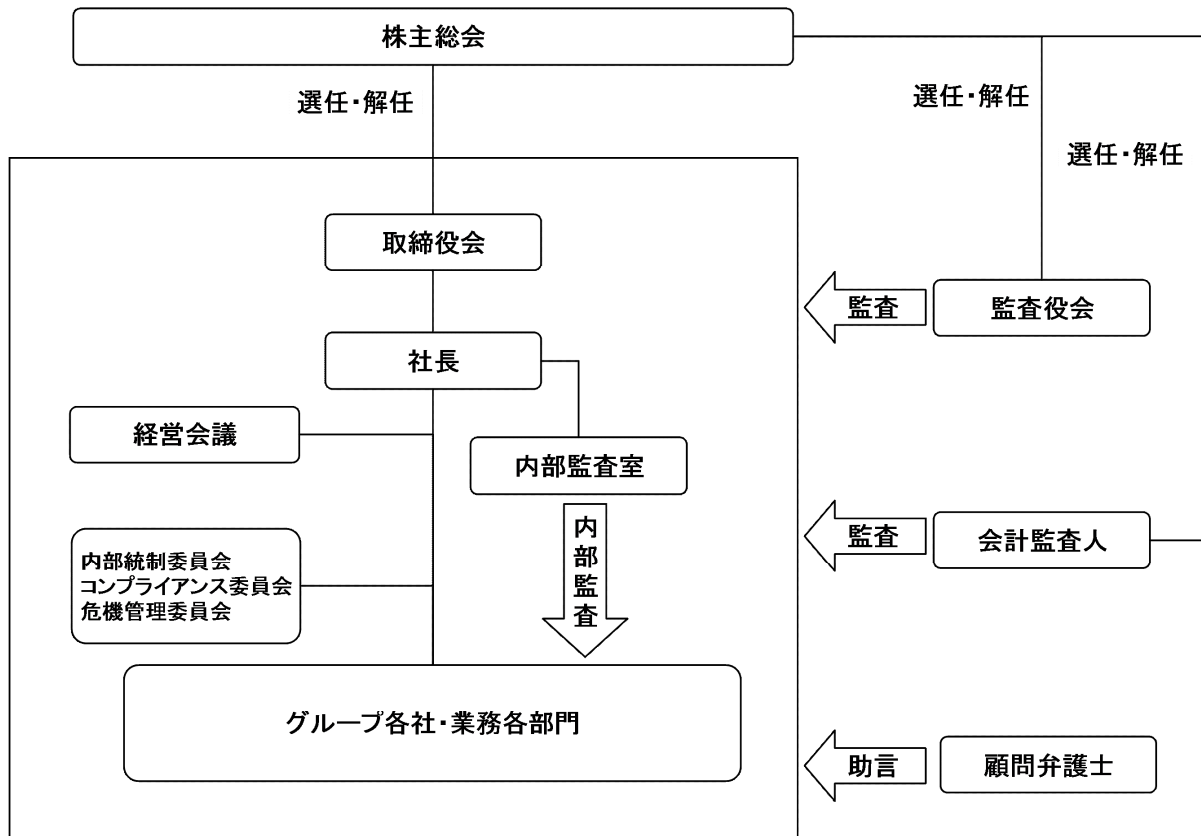 株主総会
選任・解任
選任・解任
選任・解任
取締役会
監査
監査役会
社長
経営会議
内部監査室
内部監査
監査
会計監査人
内部統制委員会
コンプライアンス委員会
危機管理委員会
グループ各社・業務各部門
助言
顧問弁護士